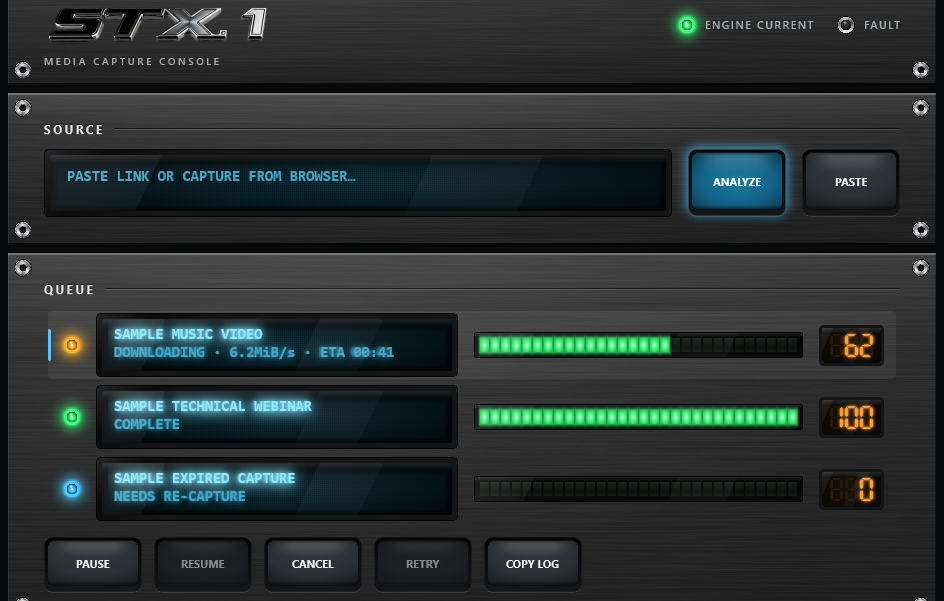 STX.1
ENGINE CURRENT
FAULT
MEDIA CAPTURE CONSOLE
SOURCE
PASTE LINK OR CAPTURE FROM BROWSER…
ANALYZE
PASTE
QUEUE
SAMPLE MUSIC VIDEO
DOWNLOADING · 6.2MiB/s · ETA 00:41
62
SAMPLE TECHNICAL WEBINAR
COMPLETE
100
SAMPLE EXPIRED CAPTURE
NEEDS RE-CAPTURE
0
PAUSE
RESUME
CANCEL
RETRY
COPY LOG